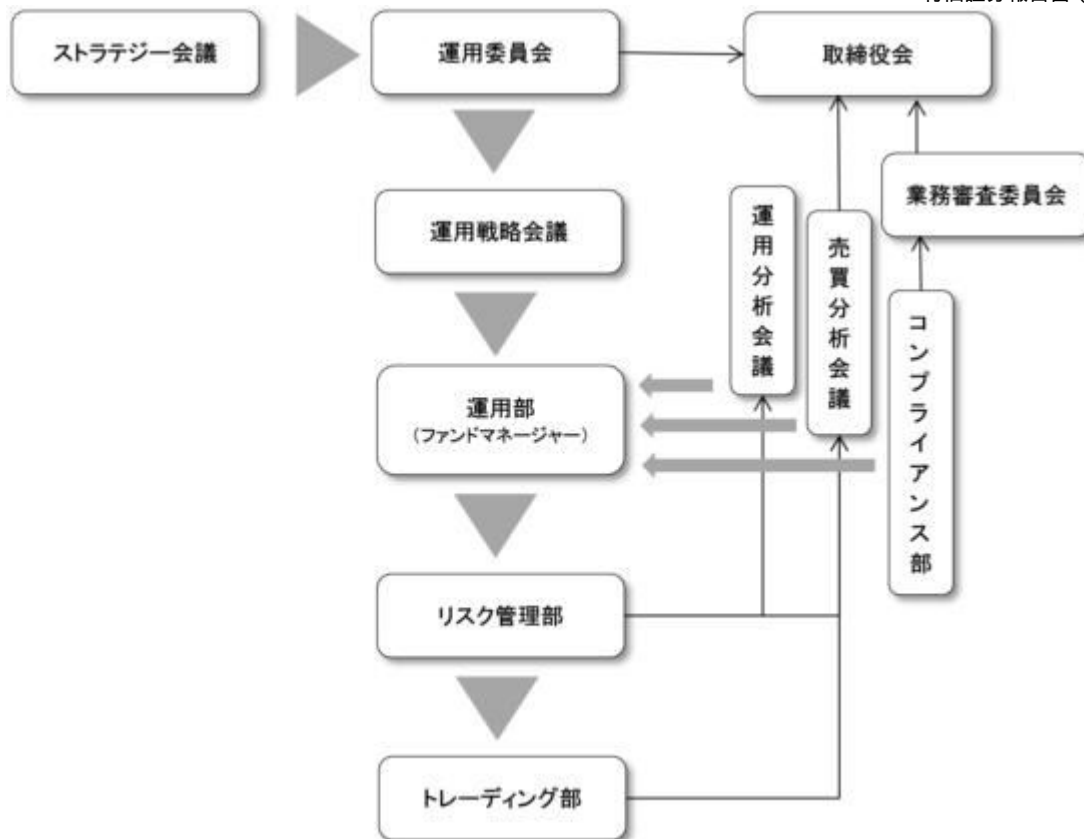 ストラテジー会議
運用委員会
取締役会
業務審査委員会
運用戦略会議
運用分析会議
売買分析会議
コンプライアンス部
運用部
(ファンドマネージャー)
リスク管理部
トレーディング部